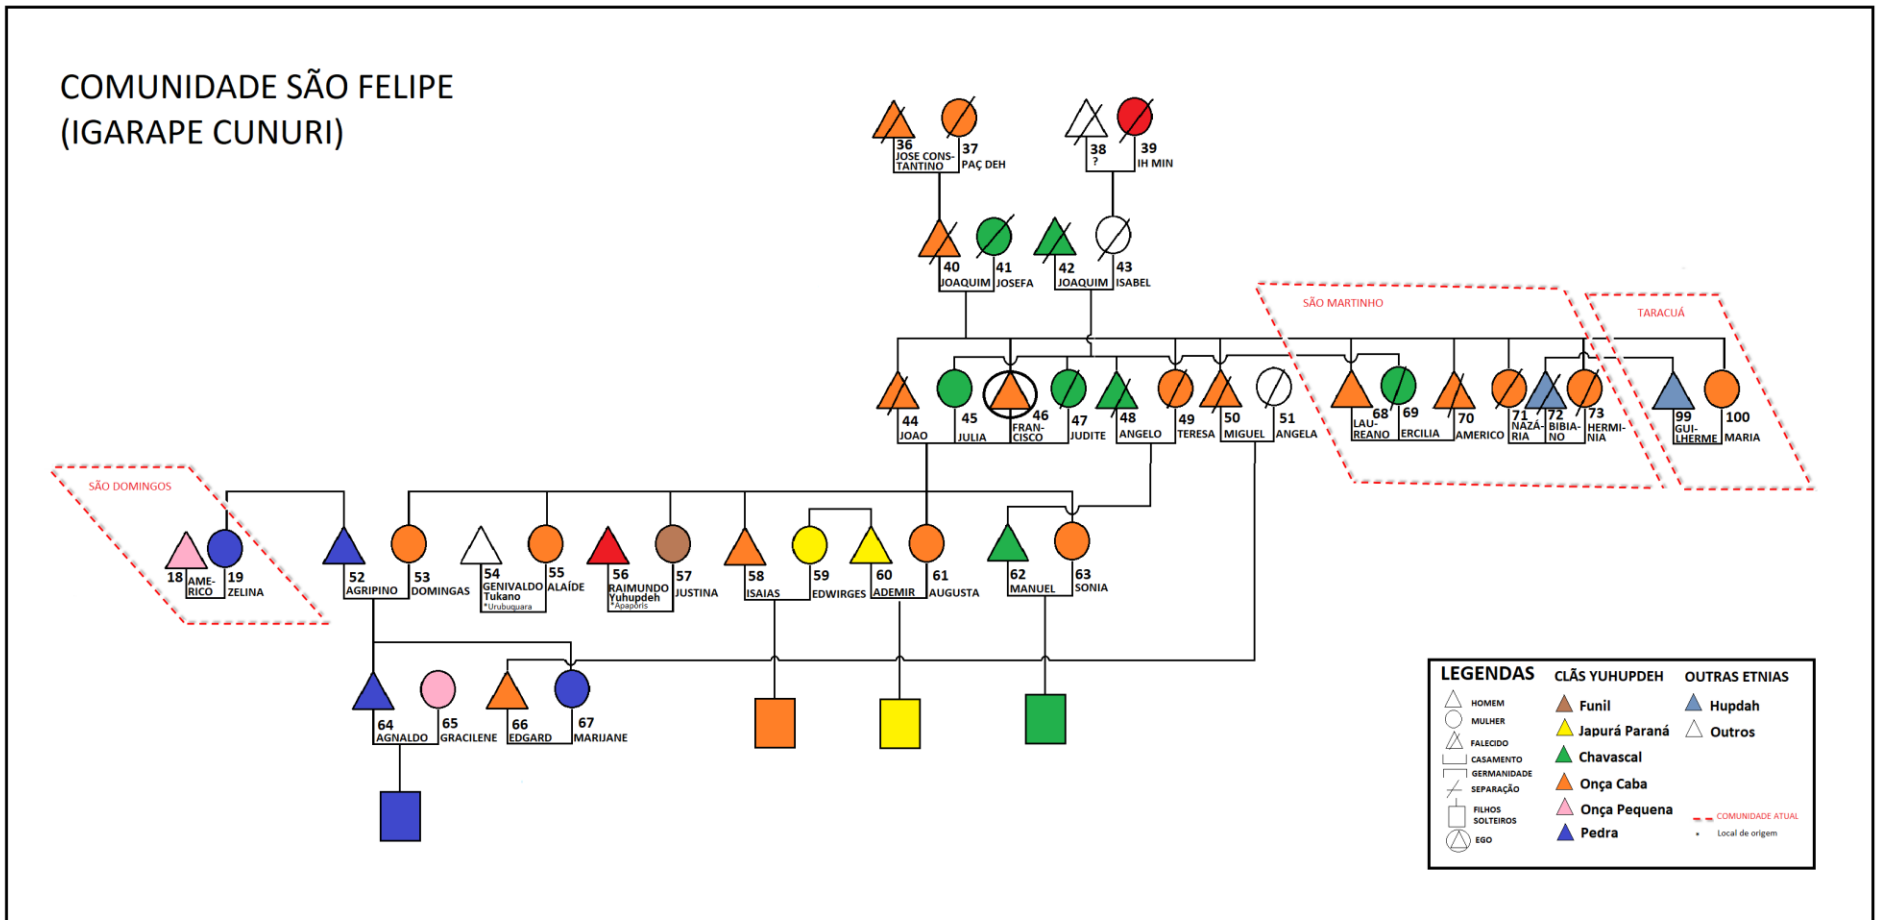 COMUNIDADE SÃO FELIPE
(IGARAPE CUNURI)
36
JOSE CONS-
TANTINO
37
PAÇ DEH
38
?
39
IH MIN
40
JOAQUIM
41
JOSEFA
42
JOAQUIM
43
ISABEL
SÃO MARTINHO
TARACUÁ
44
JOAO
45
JULIA
46
FRAN-
CISCO
47
JUDITE
48
ANGELO
49
TERESA
50
MIGUEL
51
ANGELA
68
LAU-
REANO
69
ERCILIA
70
AMERICO
71
NAZÁ-
RIA
72
BIBIA-
NO
73
HERMI-
NIA
99
GUI-
LHERME
100
MARIA
SÃO DOMINGOS
18
AME-
RICO
19
ZELINA
52
AGRIPINO
53
DOMINGAS
54
GENIVALDO
Tukano
*Urubuquara
55
ALAÍDE
56
RAIMUNDO
Yuhupdeh
*Apapóris
57
JUSTINA
58
ISAIAS
59
EDWIRGES
60
ADEMIR
61
AUGUSTA
62
MANUEL
63
SONIA
64
AGNALDO
65
GRACILENE
66
EDGARD
67
MARIJANE
LEGENDAS
HOMEM
MULHER
FALECIDO
CASAMENTO
GERMANIDADE
SEPARAÇÃO
FILHOS
SOLTEIROS
EGO
CLÃS YUHUPDEH
Funil
Japurá Paraná
Chavascal
Onça Caba
Onça Pequena
Pedra
OUTRAS ETNIAS
Hupdah
Outros
COMUNIDADE ATUAL
Local de origem